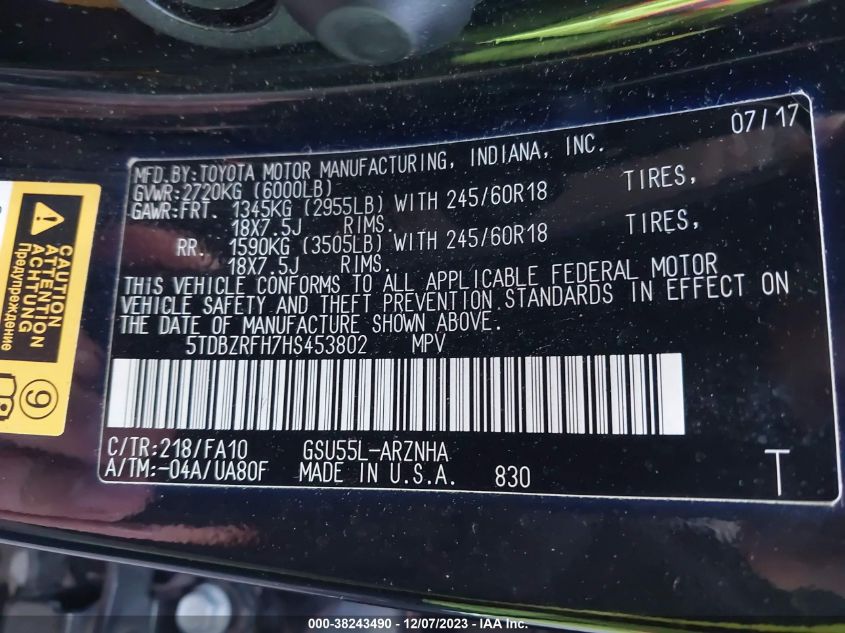 07/17
MFD.BY:TOYOTA MOTOR MANUFACTURING, INDIANA, INC.
GVWR:2720KG (6000LB)
GAWR:FRT. 1345KG (2955LB) WITH 245/60R18 TIRES,
18X7.5J RIMS.
RR. 1590KG (3505LB) WITH 245/60R18 TIRES,
18X7.5J RIMS.
THIS VEHICLE CONFORMS TO ALL APPLICABLE FEDERAL MOTOR
VEHICLE SAFETY AND THEFT PREVENTION STANDARDS IN EFFECT ON
THE DATE OF MANUFACTURE SHOWN ABOVE.
5TDBZRFH7HS453802 MPV
C/TR:218/FA10 GSU55L-ARZNHA
A/TM:-04A/UA80F MADE IN U.S.A. 830
T
CAUTION
ATTENTION
ACHTUNG
Предупреждение
9
000-38243490 - 12/07/2023 - IAA Inc.